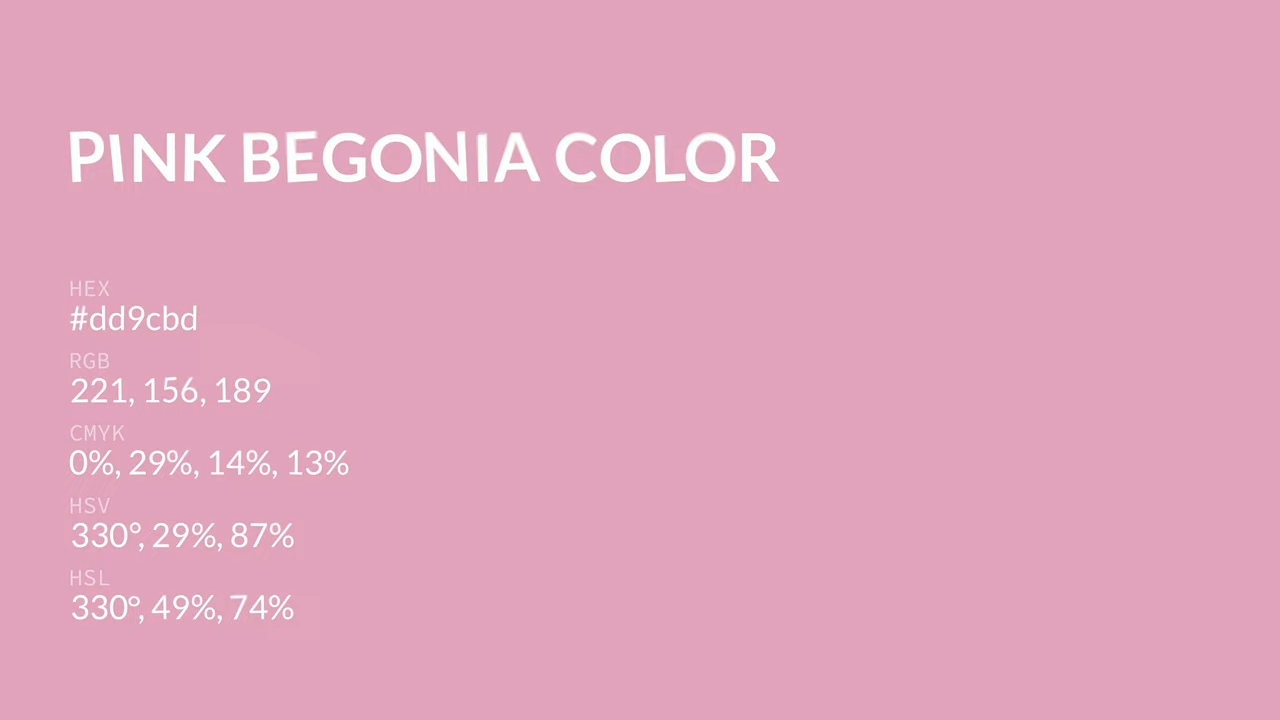 PINK BEGONIA COLOR
HEX
#dd9cbd
RGB
221, 156, 189
CMYK
0%, 29%, 14%, 13%
HSV
330°, 29%, 87%
HSL
330°, 49%, 74%